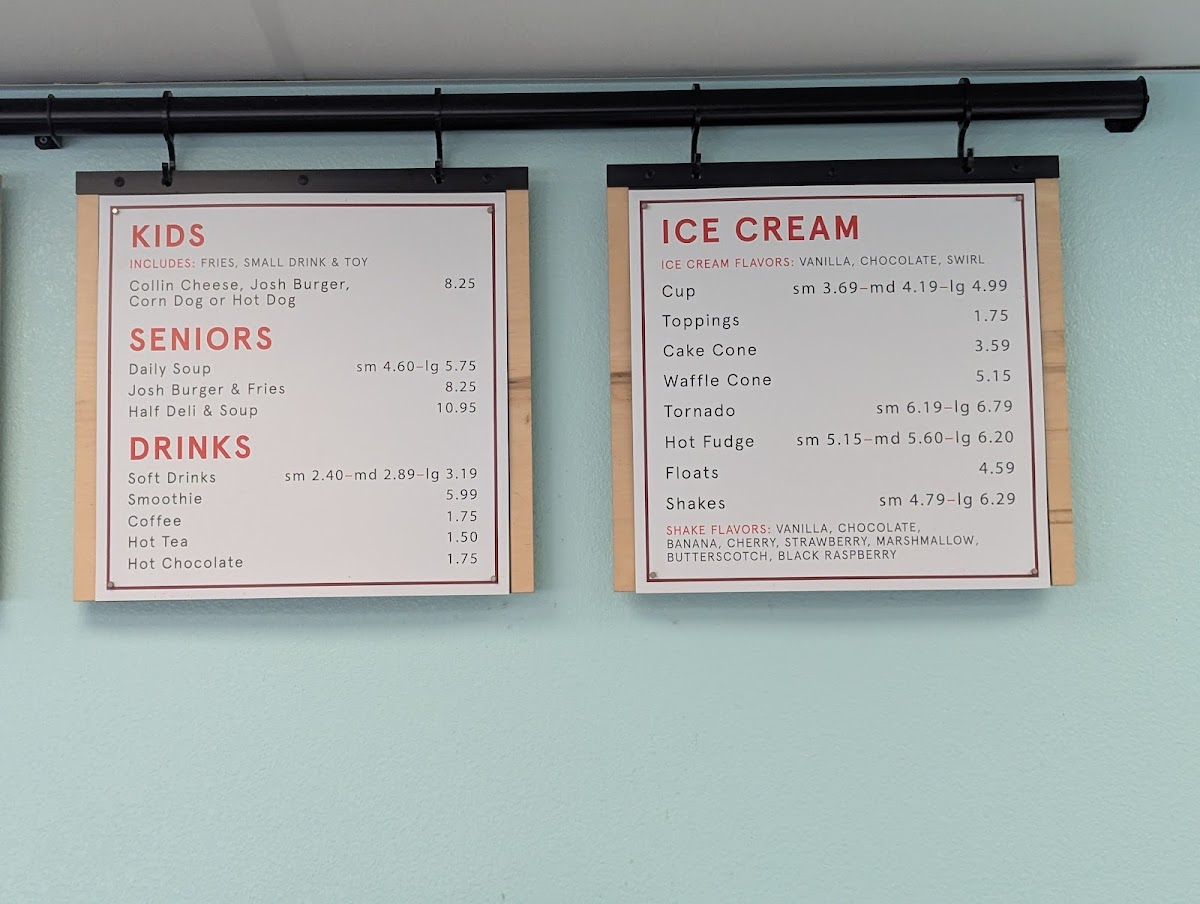 KIDS
INCLUDES: FRIES, SMALL DRINK & TOY
Collin Cheese, Josh Burger, 8.25
Corn Dog or Hot Dog
SENIORS
Daily Soup sm 4.60–lg 5.75
Josh Burger & Fries 8.25
Half Deli & Soup 10.95
DRINKS
Soft Drinks sm 2.40–md 2.89–lg 3.19
Smoothie 5.99
Coffee 1.75
Hot Tea 1.50
Hot Chocolate 1.75
ICE CREAM
ICE CREAM FLAVORS: VANILLA, CHOCOLATE, SWIRL
Cup sm 3.69–md 4.19–lg 4.99
Toppings 1.75
Cake Cone 3.59
Waffle Cone 5.15
Tornado sm 6.19–lg 6.79
Hot Fudge sm 5.15–md 5.60–lg 6.20
Floats 4.59
Shakes sm 4.79–lg 6.29
SHAKE FLAVORS: VANILLA, CHOCOLATE,
BANANA, CHERRY, STRAWBERRY, MARSHMALLOW,
BUTTERSCOTCH, BLACK RASPBERRY